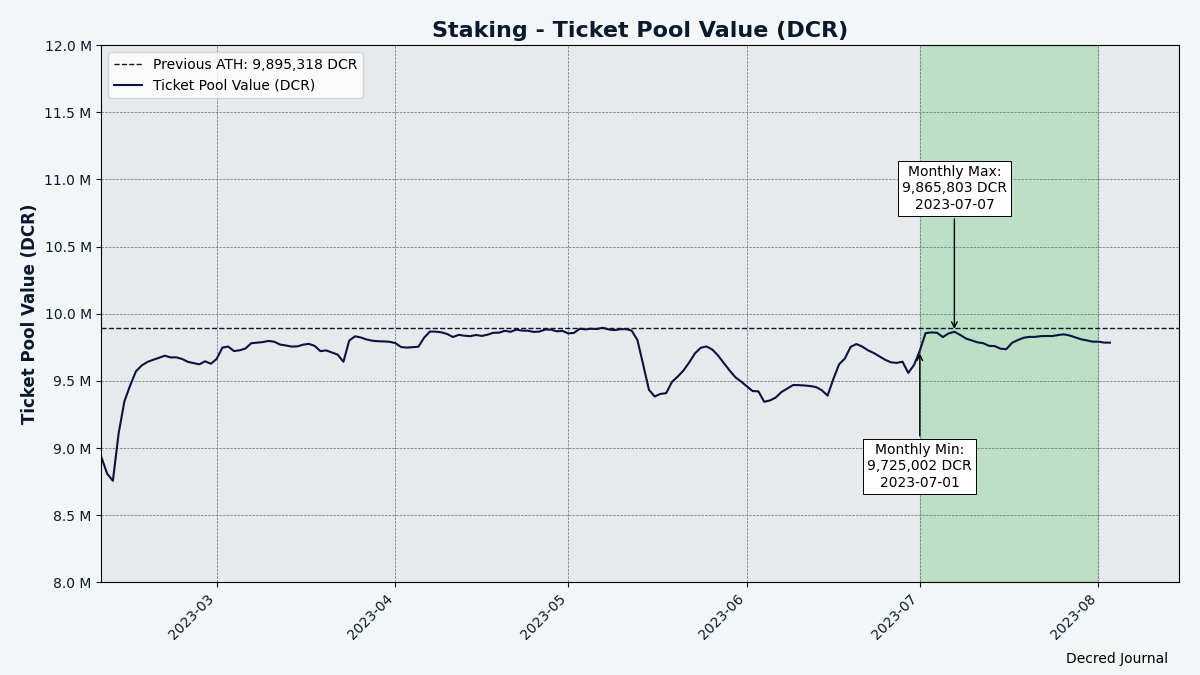 Staking - Ticket Pool Value (DCR)
Previous ATH: 9,895,318 DCR
Ticket Pool Value (DCR)
Ticket Pool Value (DCR)
12.0 M
11.5 M
11.0 M
10.5 M
10.0 M
9.5 M
9.0 M
8.5 M
8.0 M
Monthly Max:
9,865,803 DCR
2023-07-07
Monthly Min:
9,725,002 DCR
2023-07-01
2023-03
2023-04
2023-05
2023-06
2023-07
2023-08
Decred Journal